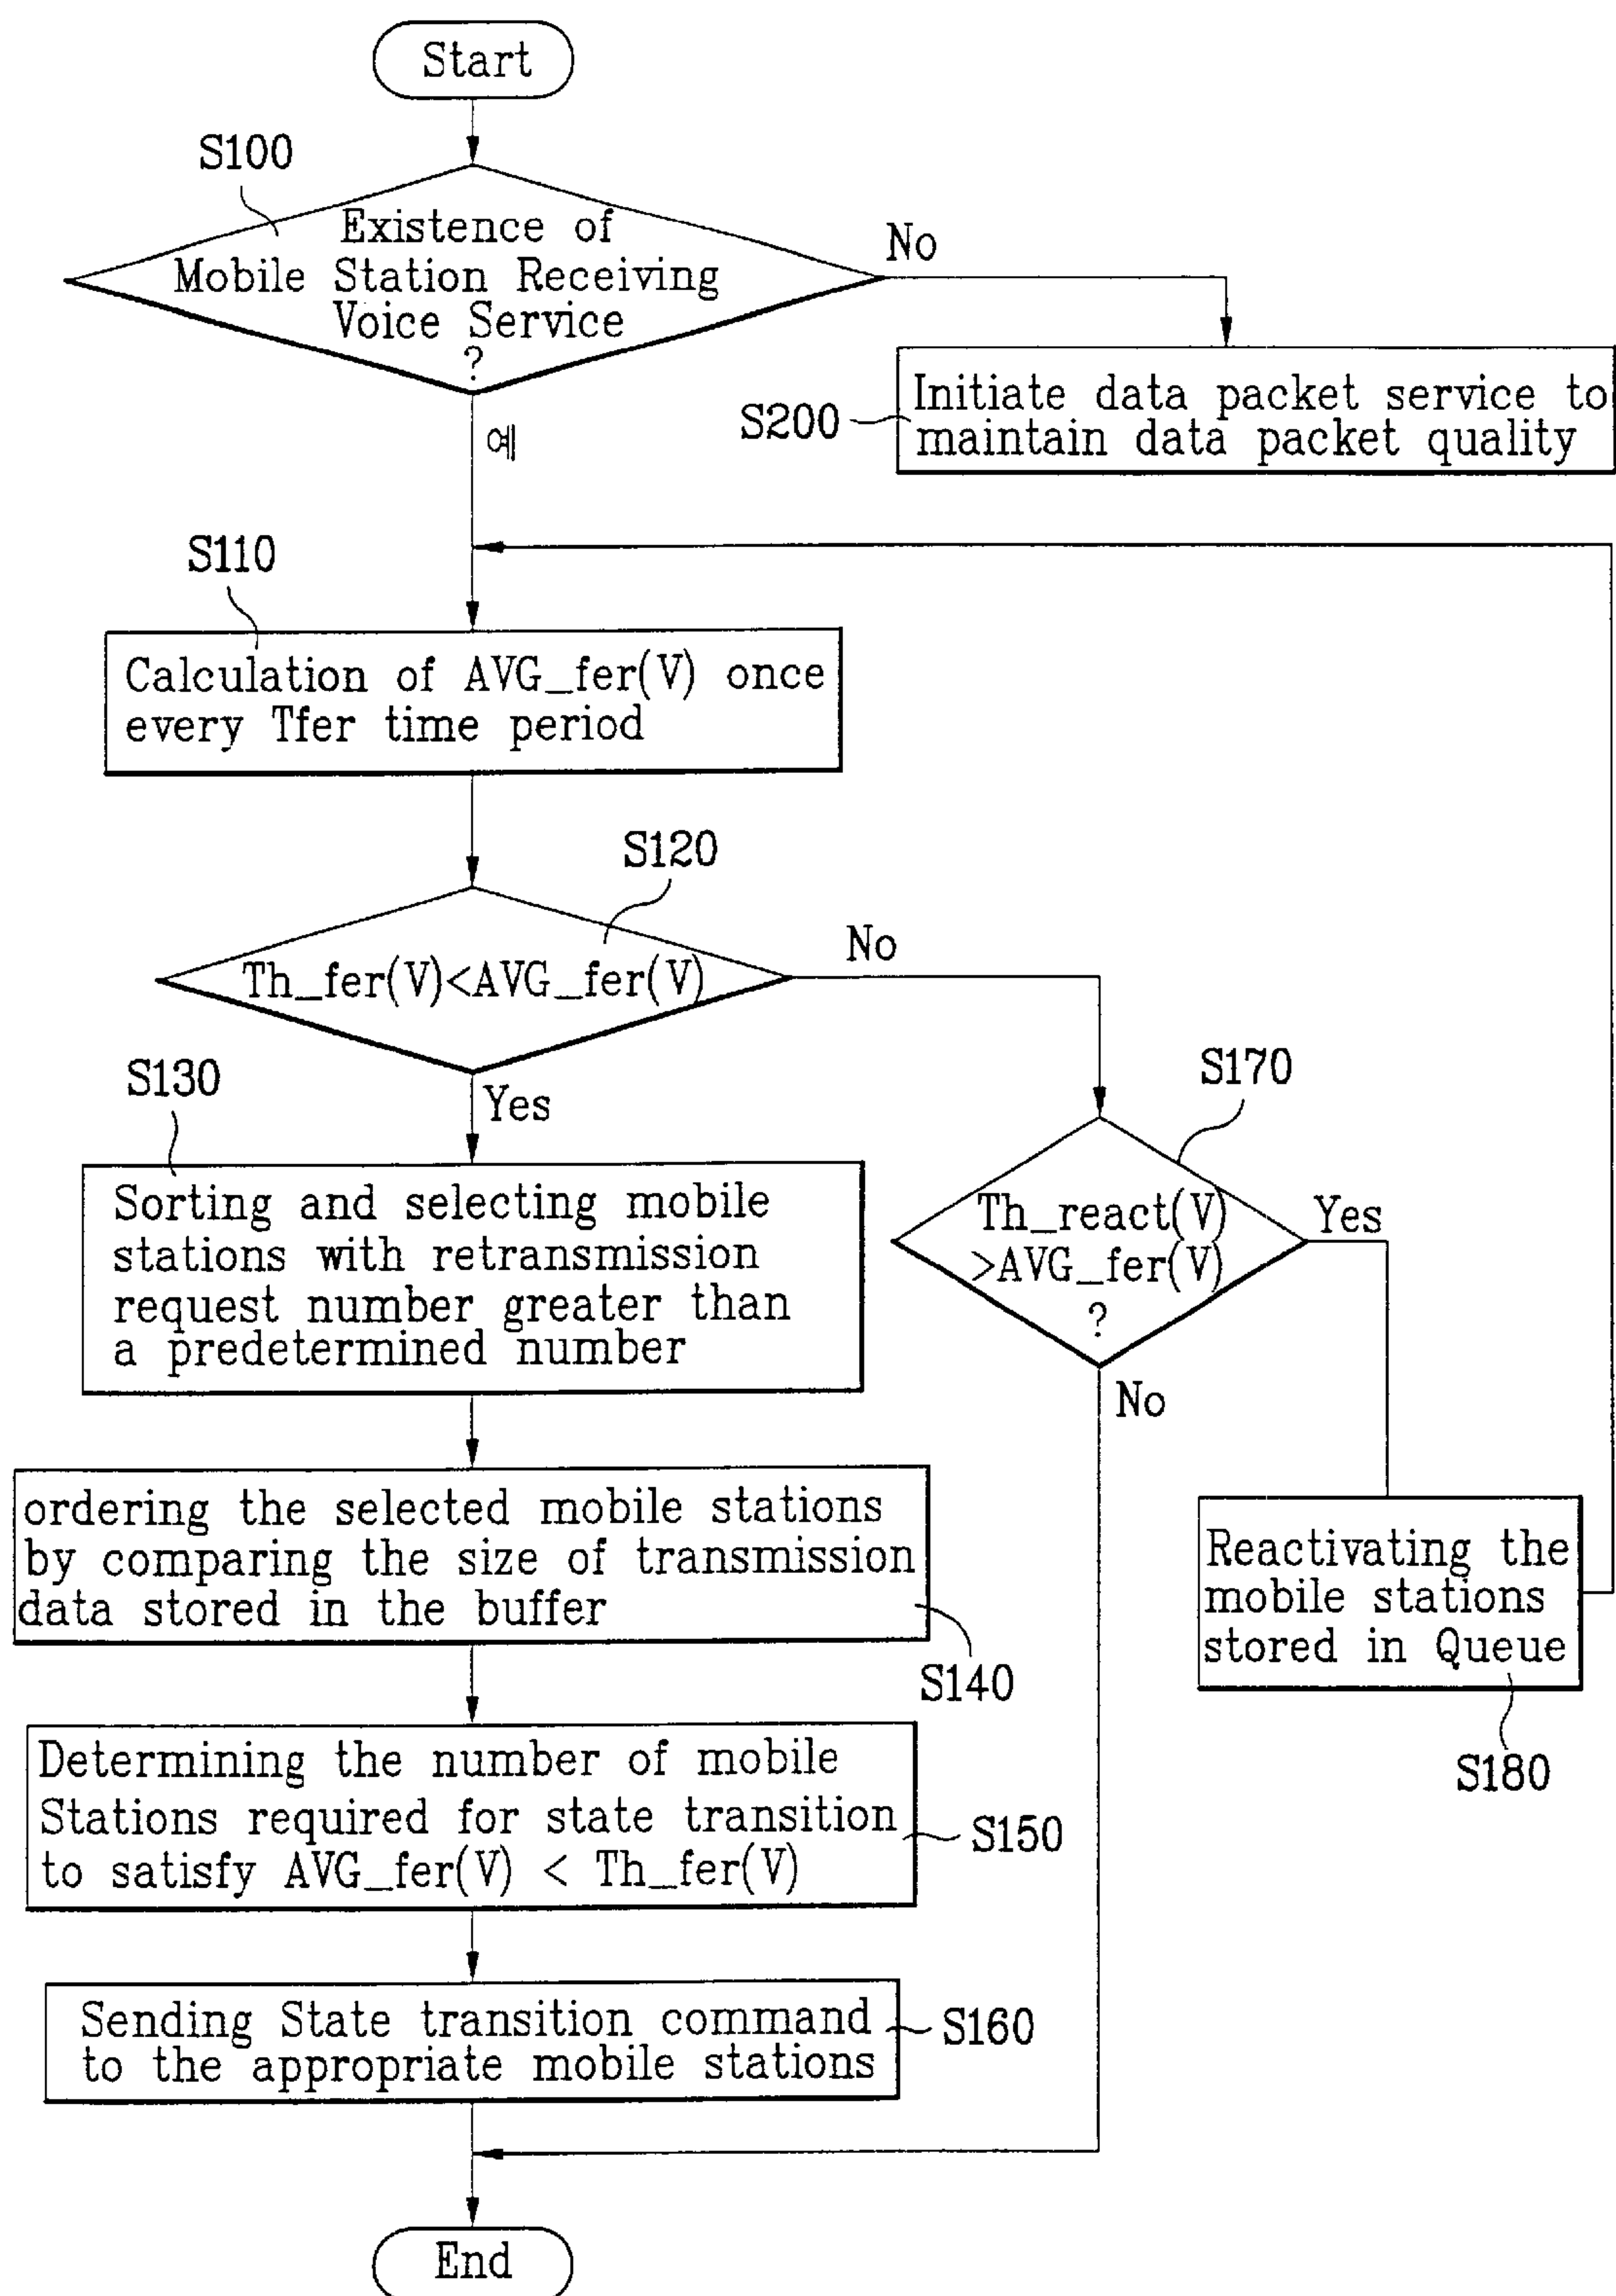 Start
S100
Existence of
Mobile Station Receiving
Voice Service
?
No
예
S200
Initiate data packet service to
maintain data packet quality
S110
Calculation of AVG_fer(V) once
every Tfer time period
S120
Th_fer(V)<AVG_fer(V)
No
Yes
S130
Sorting and selecting mobile
stations with retransmission
request number greater than
a predetermined number
S170
Th_react(V)
>AVG_fer(V)
?
Yes
No
ordering the selected mobile stations
by comparing the size of transmission
data stored in the buffer
S140
Reactivating the
mobile stations
stored in Queue
S180
Determining the number of mobile
Stations required for state transition
to satisfy AVG_fer(V) < Th_fer(V)
S150
Sending State transition command
to the appropriate mobile stations
S160
End